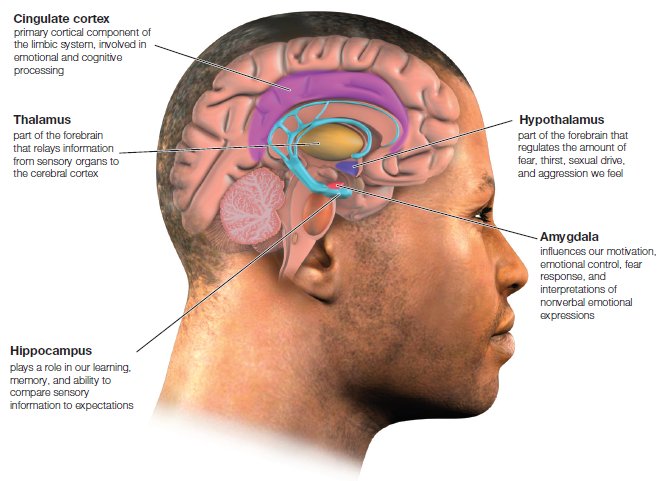 Cingulate cortex
primary cortical component of
the limbic system, involved in
emotional and cognitive
processing
Thalamus
part of the forebrain
that relays information
from sensory organs to
the cerebral cortex
Hypothalamus
part of the forebrain that
regulates the amount of
fear, thirst, sexual drive,
and aggression we feel
Amygdala
influences our motivation,
emotional control, fear
response, and
interpretations of
nonverbal emotional
expressions
Hippocampus
plays a role in our learning,
memory, and ability to
compare sensory
information to expectations